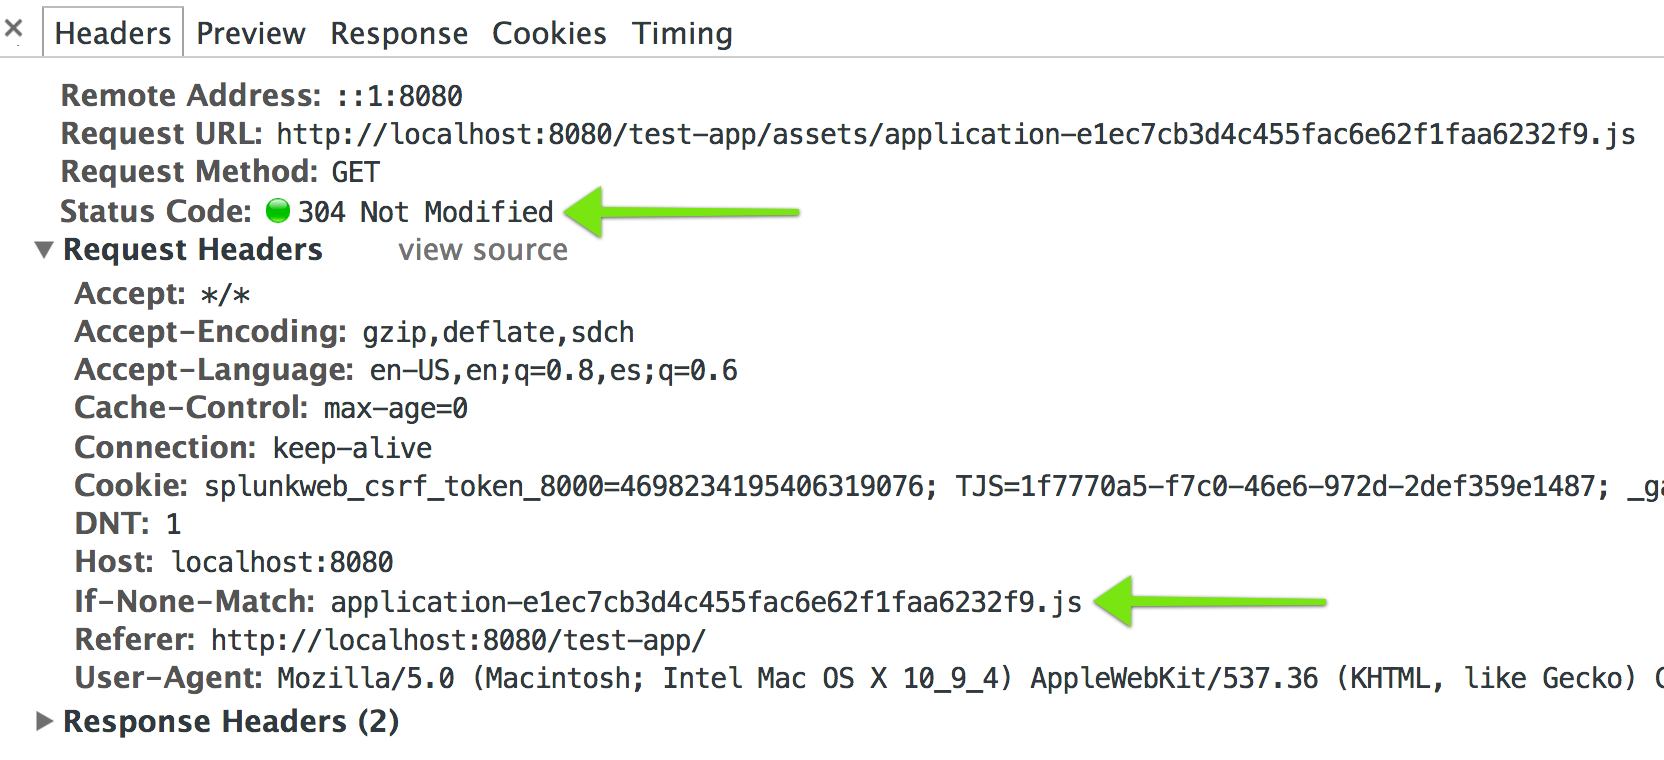 × Headers Preview Response Cookies Timing
Remote Address: ::1:8080
Request URL: http://localhost:8080/test-app/assets/application-e1ec7cb3d4c455fac6e62f1faa6232f9.js
Request Method: GET
Status Code: 304 Not Modified
Request Headers view source
Accept: */*
Accept-Encoding: gzip,deflate,sdch
Accept-Language: en-US,en;q=0.8,es;q=0.6
Cache-Control: max-age=0
Connection: keep-alive
Cookie: splunkweb_csrf_token_8000=4698234195406319076; TJS=1f7770a5-f7c0-46e6-972d-2def359e1487; _ga
DNT: 1
Host: localhost:8080
If-None-Match: application-e1ec7cb3d4c455fac6e62f1faa6232f9.js
Referer: http://localhost:8080/test-app/
User-Agent: Mozilla/5.0 (Macintosh; Intel Mac OS X 10_9_4) AppleWebKit/537.36 (KHTML, like Gecko) C
Response Headers (2)